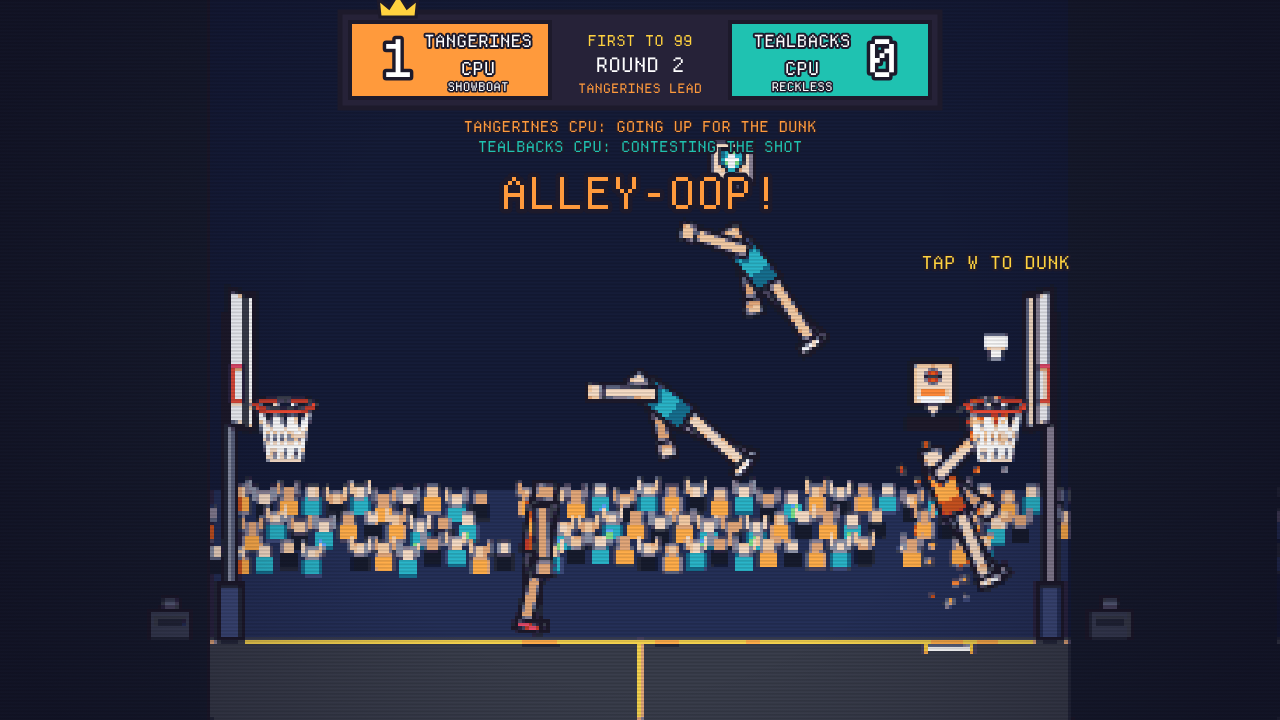 1
TANGERINES
CPU
SHOWBOAT
FIRST TO 99
ROUND 2
TANGERINES LEAD
TEALBACKS
CPU
RECKLESS
0
TANGERINES CPU: GOING UP FOR THE DUNK
TEALBACKS CPU: CONTESTING THE SHOT
ALLEY-OOP!
TAP W TO DUNK